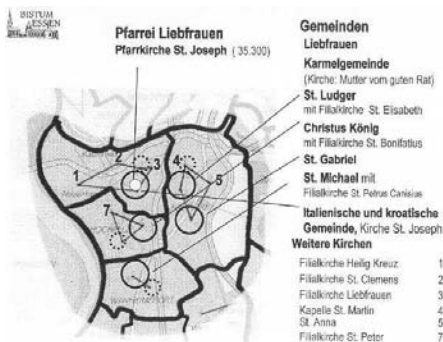 BISTUM
ESSEN
Pfarrei Liebfrauen
Pfarrkirche St. Joseph ( 35.300)
Gemeinden
Liebfrauen
Karmelgemeinde
(Kirche: Mutter vom guten Rat)
St. Ludger
mit Filialkirche St. Elisabeth
Christus König
mit Filialkirche St. Bonifatius
St. Gabriel
St. Michael mit
Filialkirche St. Petrus Canisius
Italienische und kroatische
Gemeinde, Kirche St. Joseph
Weitere Kirchen
Filialkirche Heilig Kreuz 1
Filialkirche St. Clemens 2
Filialkirche Liebfrauen 3
Kapelle St. Martin 4
St. Anna 5
Filialkirche St. Peter 7
2
1
3
4
5
7